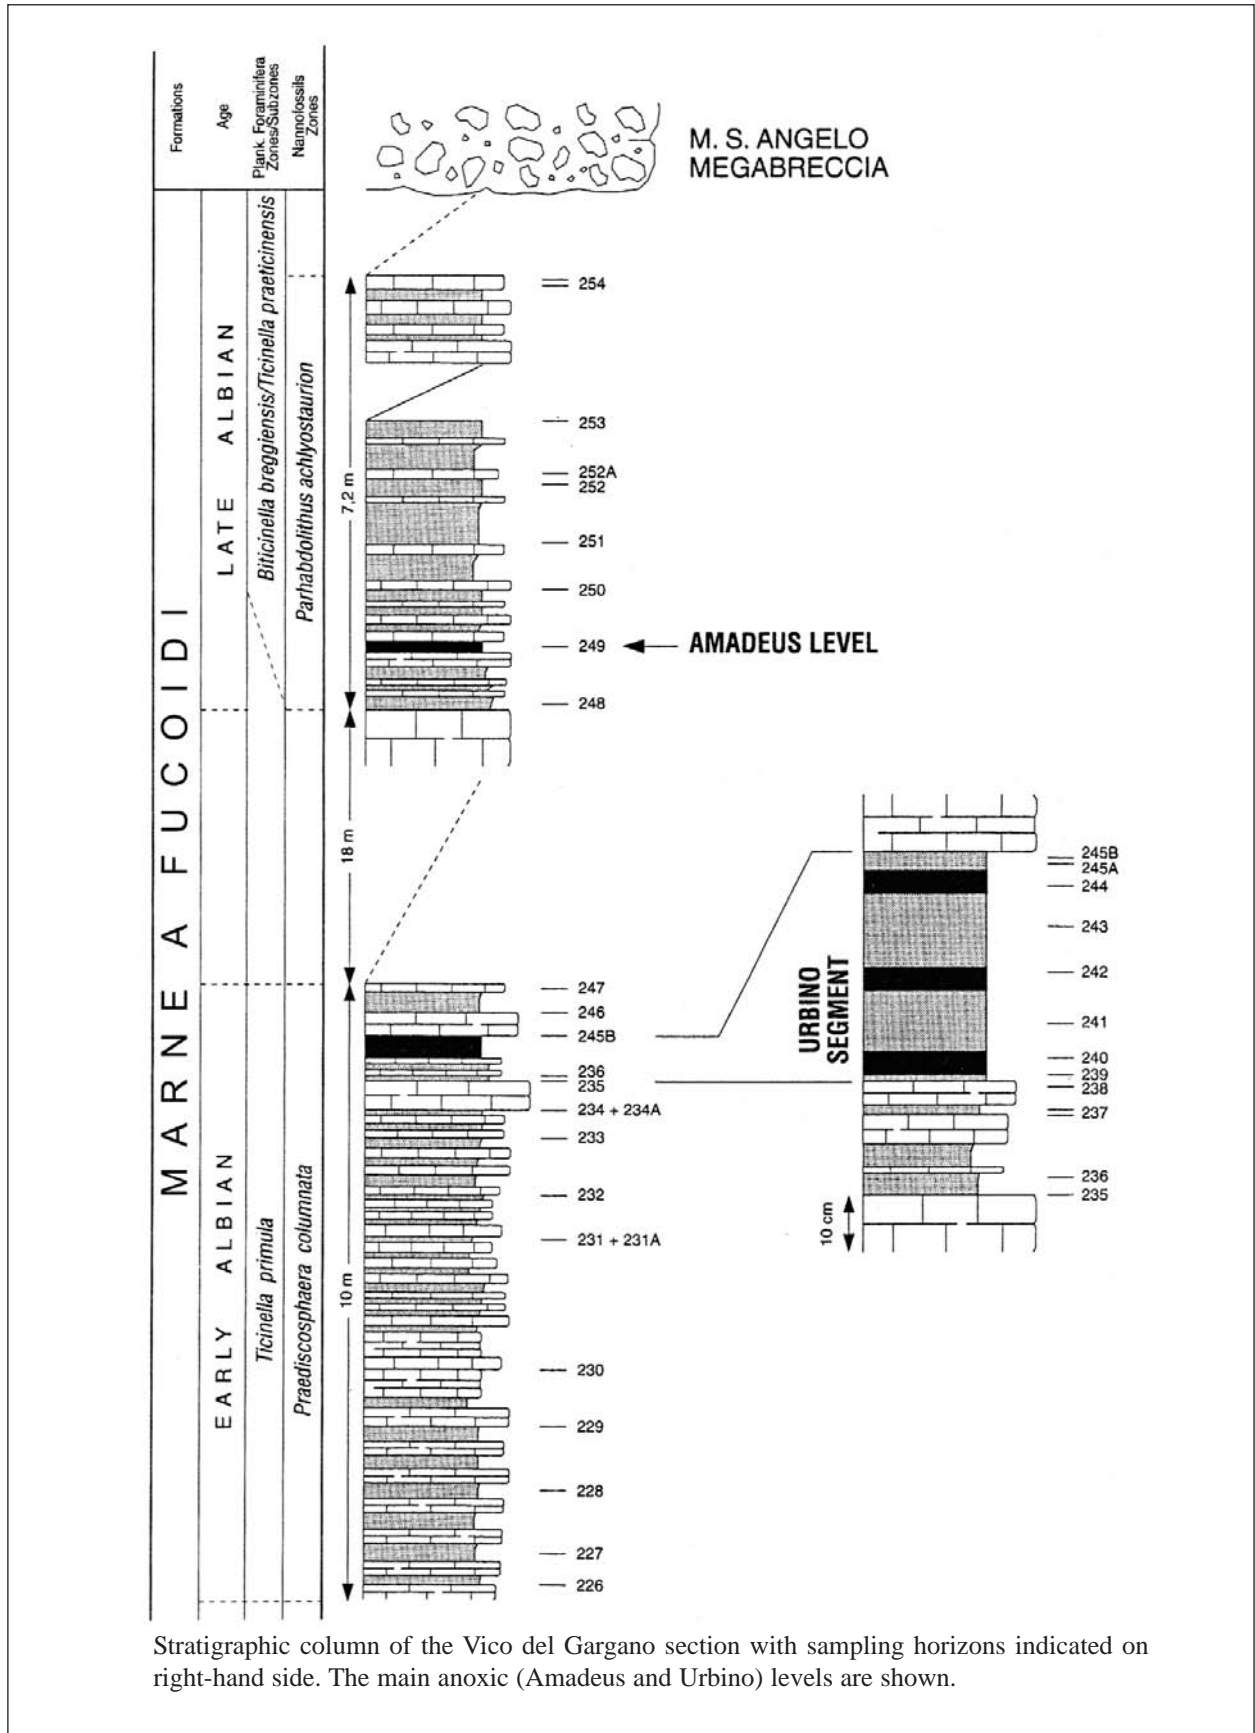 Formations
Age
Plank. Foraminifera
Zones/Subzones
Nannolossils
Zones
M. S. ANGELO
MEGABRECCIA
MARNE A FUCOIDI
LATE ALBIAN
EARLY ALBIAN
Biticinella breggiensis/Ticinella praeticinensis
Ticinella primula
Parhabdolithus achlyostaurion
Praediscosphaera columnata
7,2 m
18 m
10 m
254
253
252A
252
251
250
249
AMADEUS LEVEL
248
247
246
245B
236
235
234 + 234A
233
232
231 + 231A
230
229
228
227
226
URBINO
SEGMENT
245B
245A
244
243
242
241
240
239
238
237
236
235
10 cm
Stratigraphic column of the Vico del Gargano section with sampling horizons indicated on
right-hand side. The main anoxic (Amadeus and Urbino) levels are shown.